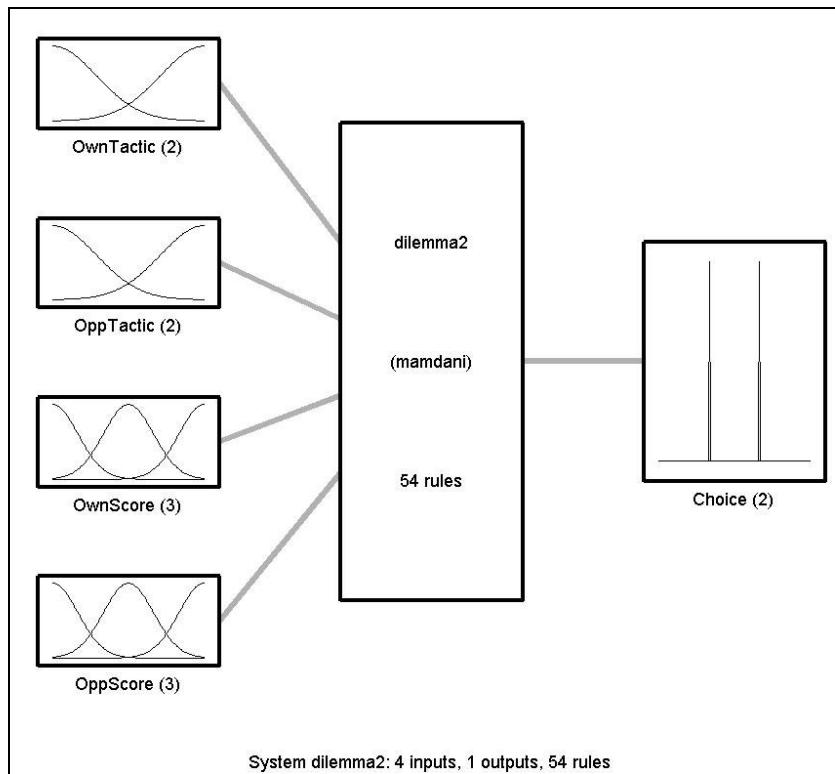 OwnTactic (2)
OppTactic (2)
OwnScore (3)
OppScore (3)
dilemma2
(mamdani)
54 rules
Choice (2)
System dilemma2: 4 inputs, 1 outputs, 54 rules